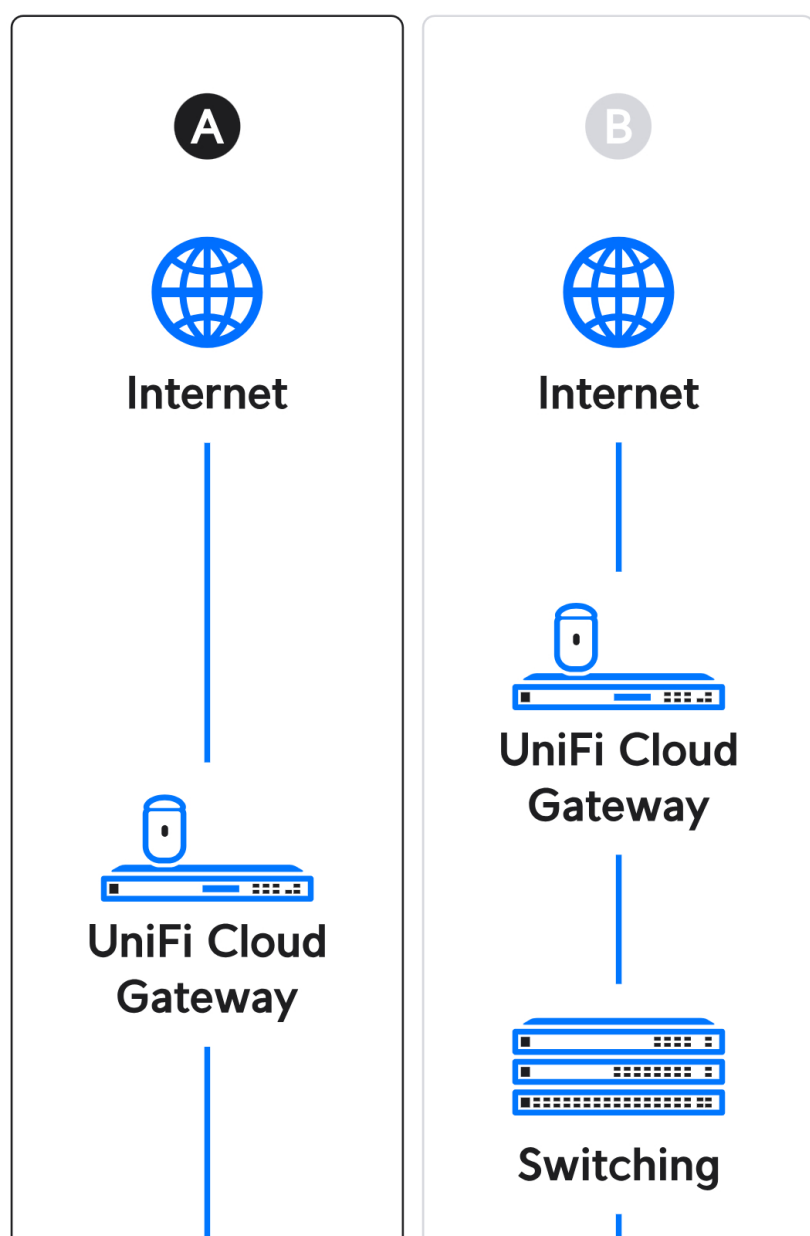 A
Internet
UniFi Cloud
Gateway
B
Internet
UniFi Cloud
Gateway
Switching